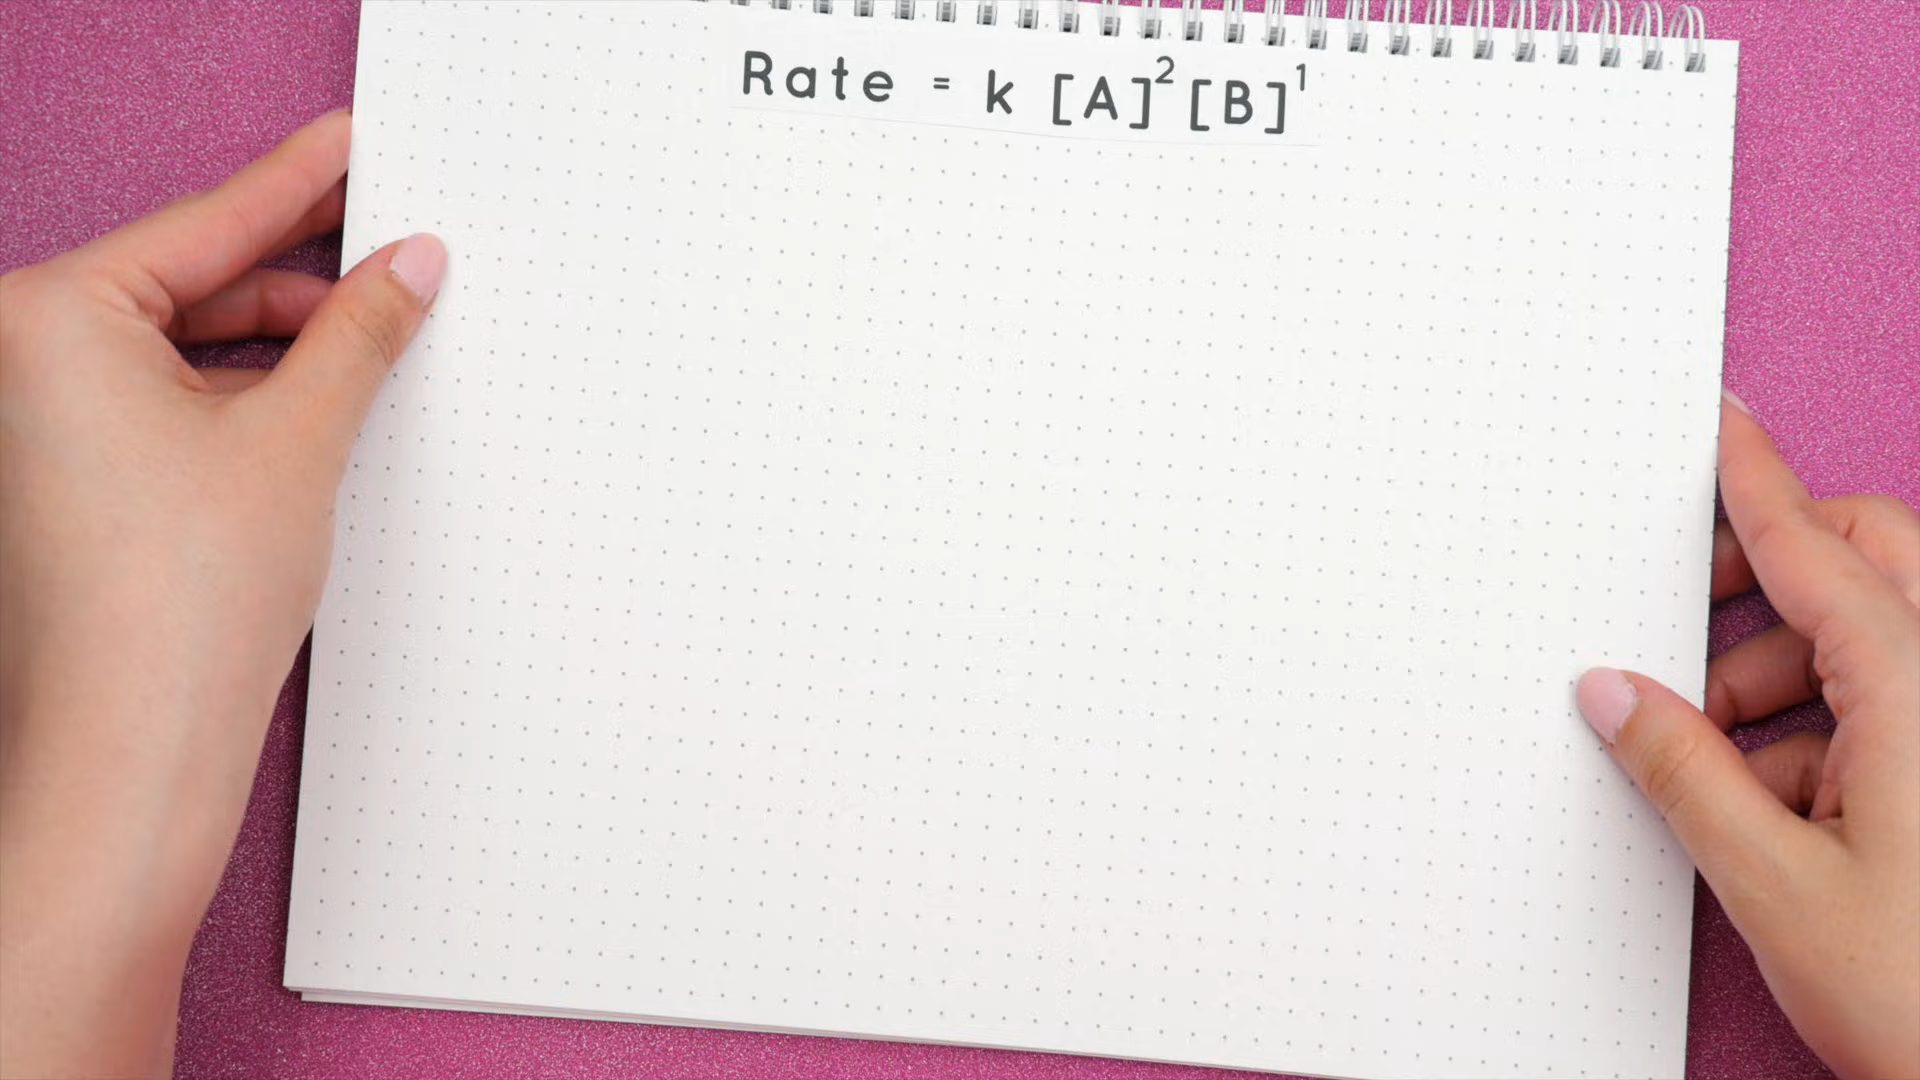 Rate = k [A]²[B]¹